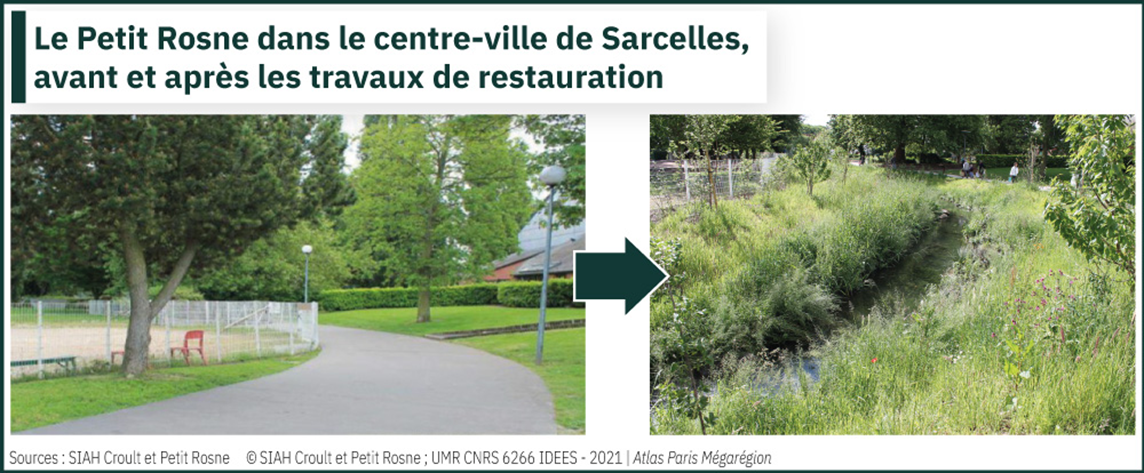 Le Petit Rosne dans le centre-ville de Sarcelles,
avant et après les travaux de restauration
Sources : SIAH Croult et Petit Rosne © SIAH Croult et Petit Rosne ; UMR CNRS 6266 IDEES - 2021 | Atlas Paris Mégarégion